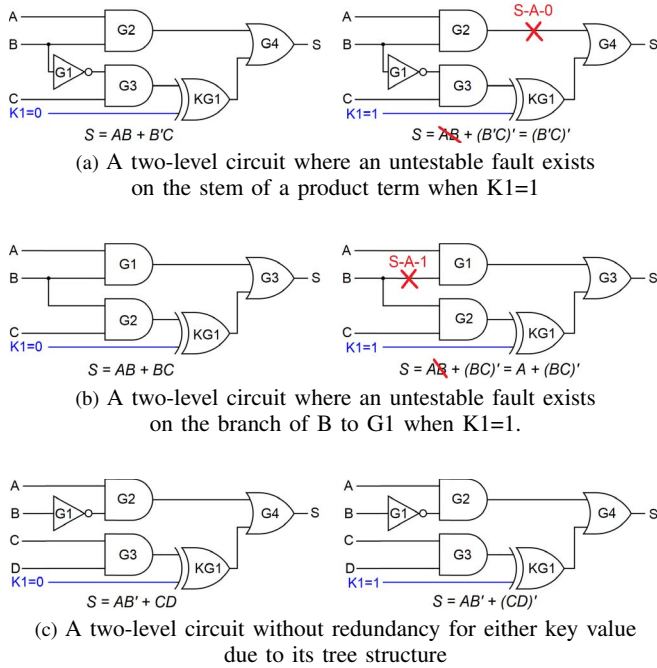 S-A-0
A
G2
G4
S
B
G1
G3
KG1
C
K1=0
S = AB + B'C
A
G2
G4
S
B
G1
G3
KG1
C
K1=1
S = AB + (B'C)' = (B'C)'
(a) A two-level circuit where an untestable fault exists
on the stem of a product term when K1=1
A
G1
G3
S
B
G2
KG1
C
K1=0
S = AB + BC
A
S-A-1
G1
G3
S
B
G2
KG1
C
K1=1
S = AB + (BC)' = A + (BC)'
(b) A two-level circuit where an untestable fault exists
on the branch of B to G1 when K1=1.
A
G2
G4
S
B
G1
C
G3
KG1
D
K1=0
S = AB' + CD
A
G2
G4
S
B
G1
C
G3
KG1
D
K1=1
S = AB' + (CD)'
(c) A two-level circuit without redundancy for either key value
due to its tree structure